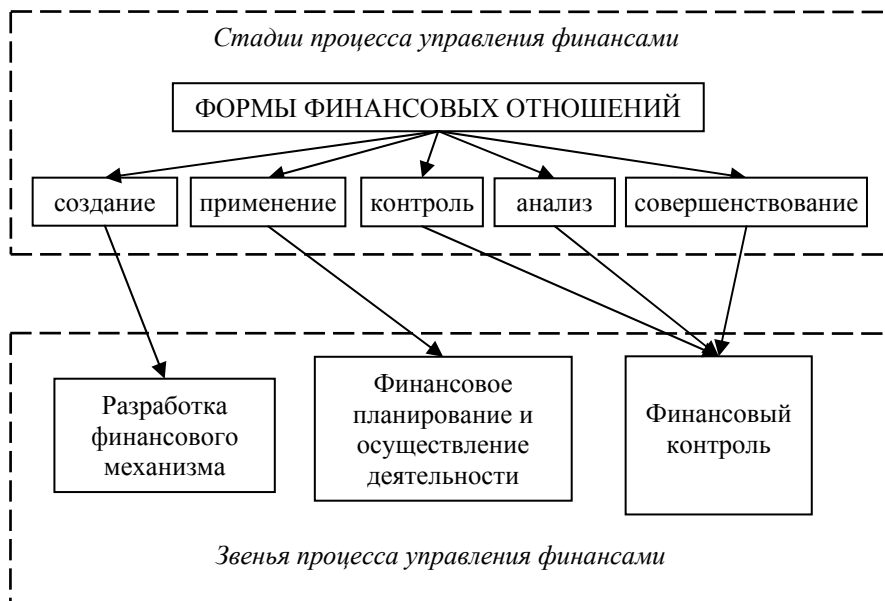 Стадии процесса управления финансами
ФОРМЫ ФИНАНСОВЫХ ОТНОШЕНИЙ
создание
применение
контроль
анализ
совершенствование
Разработка
финансового
механизма
Финансовое
планирование и
осуществление
деятельности
Финансовый
контроль
Звенья процесса управления финансами